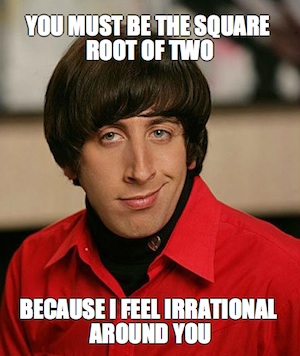 YOU MUST BE THE SQUARE
ROOT OF TWO
BECAUSE I FEEL IRRATIONAL
AROUND YOU